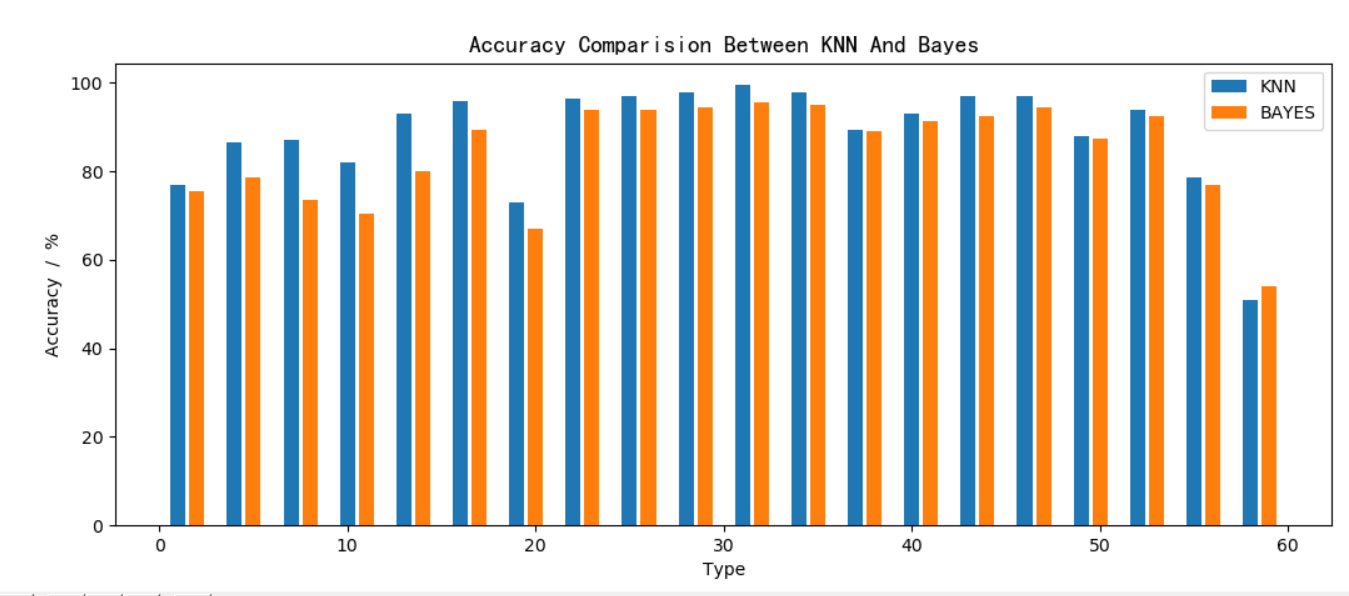 Accuracy Comparision Between KNN And Bayes
KNN
BAYES
100
80
60
40
20
0
Accuracy / %
0 10 20 30 40 50 60
Type